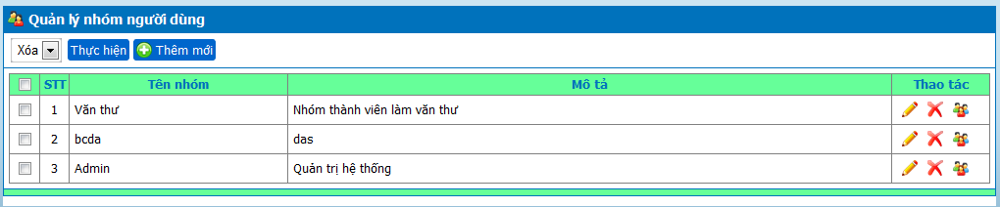 Quản lý nhóm người dùng
Xóa Thực hiện Thêm mới
STT Tên nhóm Mô tả Thao tác
1 Văn thư Nhóm thành viên làm văn thư
2 bcda das
3 Admin Quản trị hệ thống